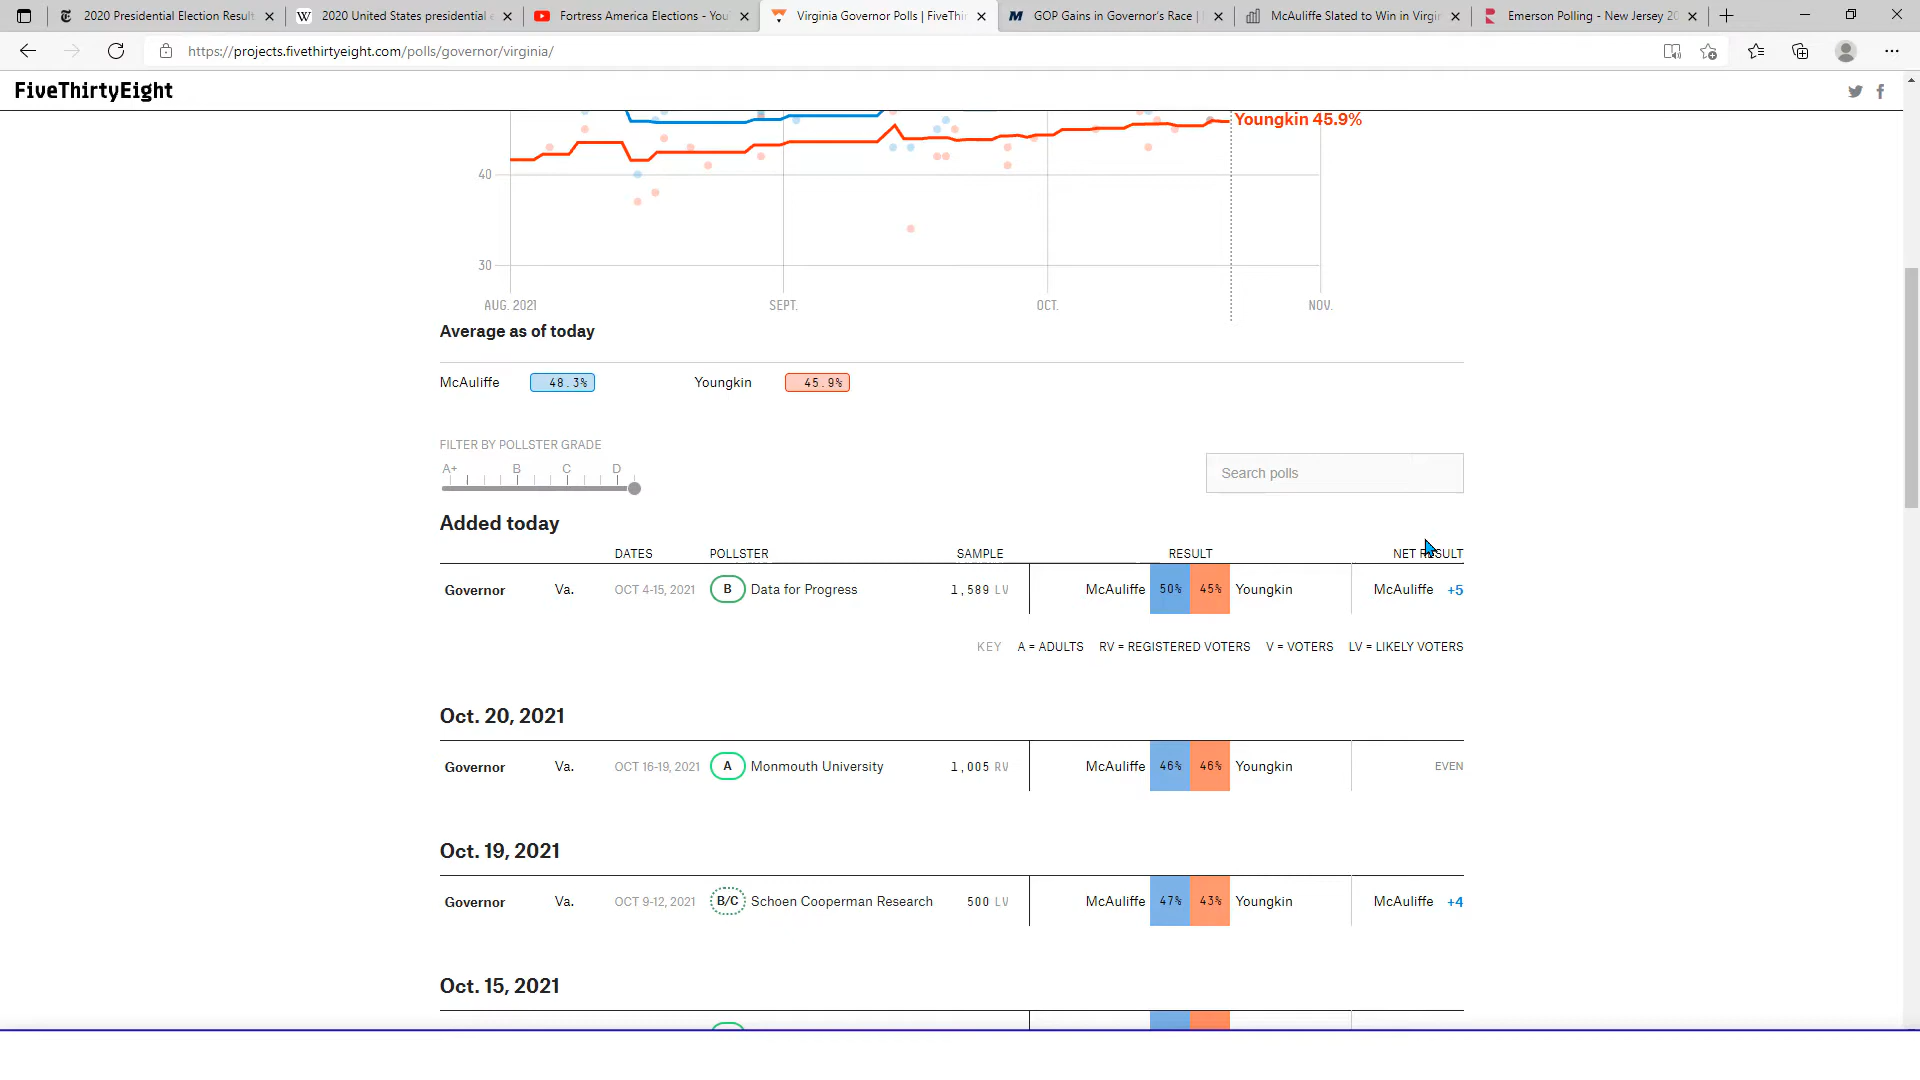 2020 Presidential Election Result
2020 United States presidential e
Fortress America Elections - You
Virginia Governor Polls | FiveThir
GOP Gains in Governor's Race |
McAuliffe Slated to Win in Virgin
Emerson Polling - New Jersey 20
https://projects.fivethirtyeight.com/polls/governor/virginia/
FiveThirtyEight
Youngkin 45.9%
40
30
AUG. 2021 SEPT. OCT. NOV.
Average as of today
McAuliffe 48.3% Youngkin 45.9%
FILTER BY POLLSTER GRADE
A+ B C D
Search polls
Added today
DATES POLLSTER SAMPLE RESULT NET RESULT
Governor Va. OCT 4-15, 2021 B Data for Progress 1,589 LV McAuliffe 50% 45% Youngkin McAuliffe +5
KEY A = ADULTS RV = REGISTERED VOTERS V = VOTERS LV = LIKELY VOTERS
Oct. 20, 2021
Governor Va. OCT 16-19, 2021 A Monmouth University 1,005 RV McAuliffe 46% 46% Youngkin EVEN
Oct. 19, 2021
Governor Va. OCT 9-12, 2021 B/C Schoen Cooperman Research 500 LV McAuliffe 47% 43% Youngkin McAuliffe +4
Oct. 15, 2021